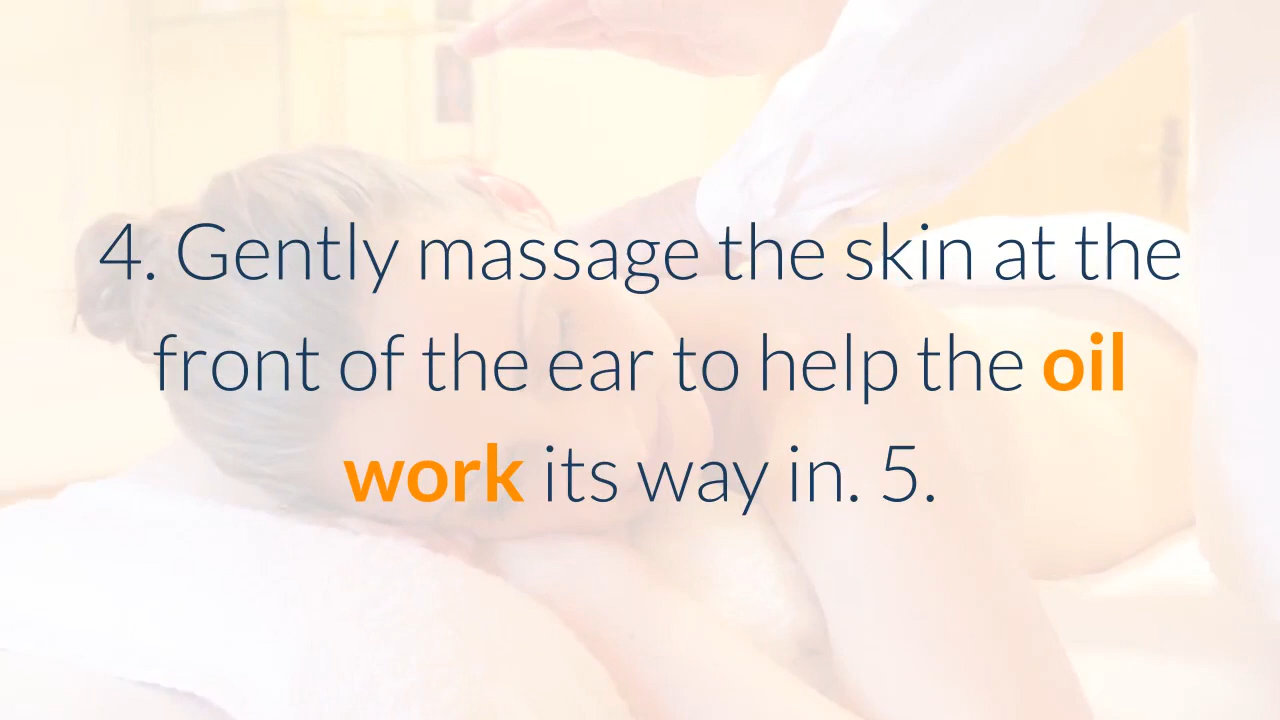 4. Gently massage the skin at the
front of the ear to help the oil
work its way in. 5.